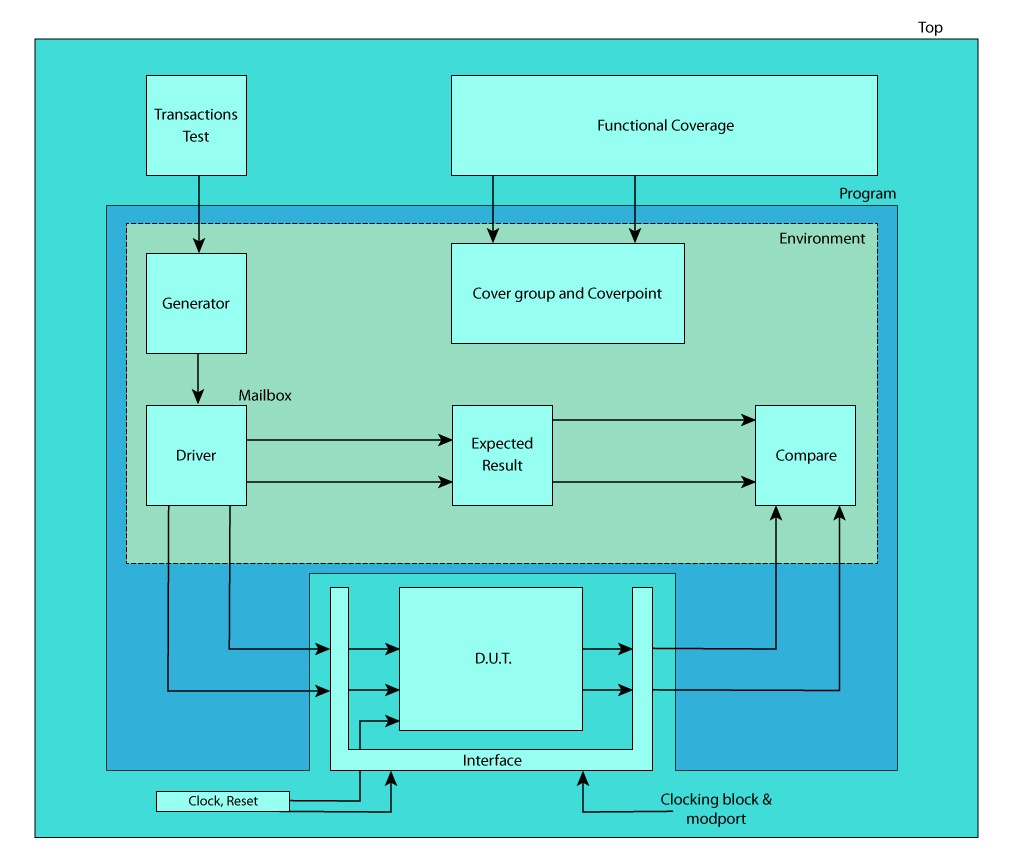 Top
Transactions
Test
Functional Coverage
Program
Environment
Generator
Cover group and Coverpoint
Mailbox
Driver
Expected
Result
Compare
D.U.T.
Interface
Clock, Reset
Clocking block &
modport